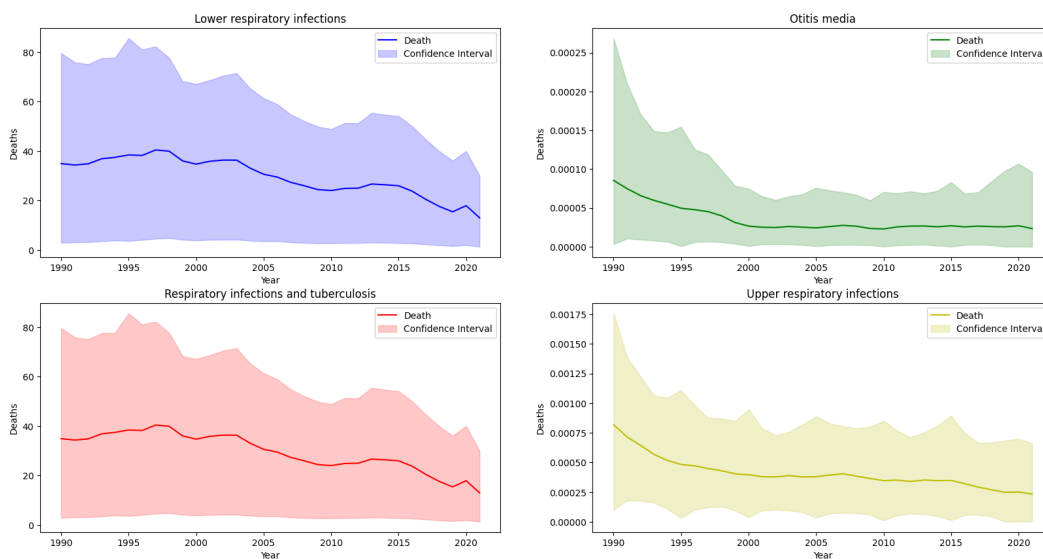 Lower respiratory infections
Deaths
80
60
40
20
0
Death
Confidence Interval
1990 1995 2000 2005 2010 2015 2020
Year
Otitis media
Deaths
0.00025
0.00020
0.00015
0.00010
0.00005
0.00000
Death
Confidence Interval
1990 1995 2000 2005 2010 2015 2020
Year
Respiratory infections and tuberculosis
Deaths
80
60
40
20
0
Death
Confidence Interval
1990 1995 2000 2005 2010 2015 2020
Year
Upper respiratory infections
Deaths
0.00175
0.00150
0.00125
0.00100
0.00075
0.00050
0.00025
0.00000
Death
Confidence Interval
1990 1995 2000 2005 2010 2015 2020
Year